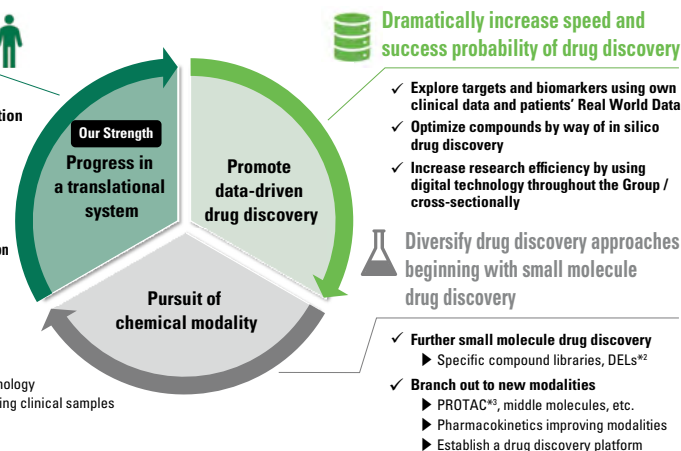 Dramatically increase speed and
success probability of drug discovery
✓ Explore targets and biomarkers using own
clinical data and patients' Real World Data
✓ Optimize compounds by way of in silico
drug discovery
✓ Increase research efficiency by using
digital technology throughout the Group /
cross-sectionally
Our Strength
Progress in
a translational
system
Promote
data-driven
drug discovery
Pursuit of
chemical modality
Diversify drug discovery approaches
beginning with small molecule
drug discovery
✓ Further small molecule drug discovery
▶ Specific compound libraries, DELs*2
✓ Branch out to new modalities
▶ PROTAC*3, middle molecules, etc.
▶ Pharmacokinetics improving modalities
▶ Establish a drug discovery platform
clinical samples